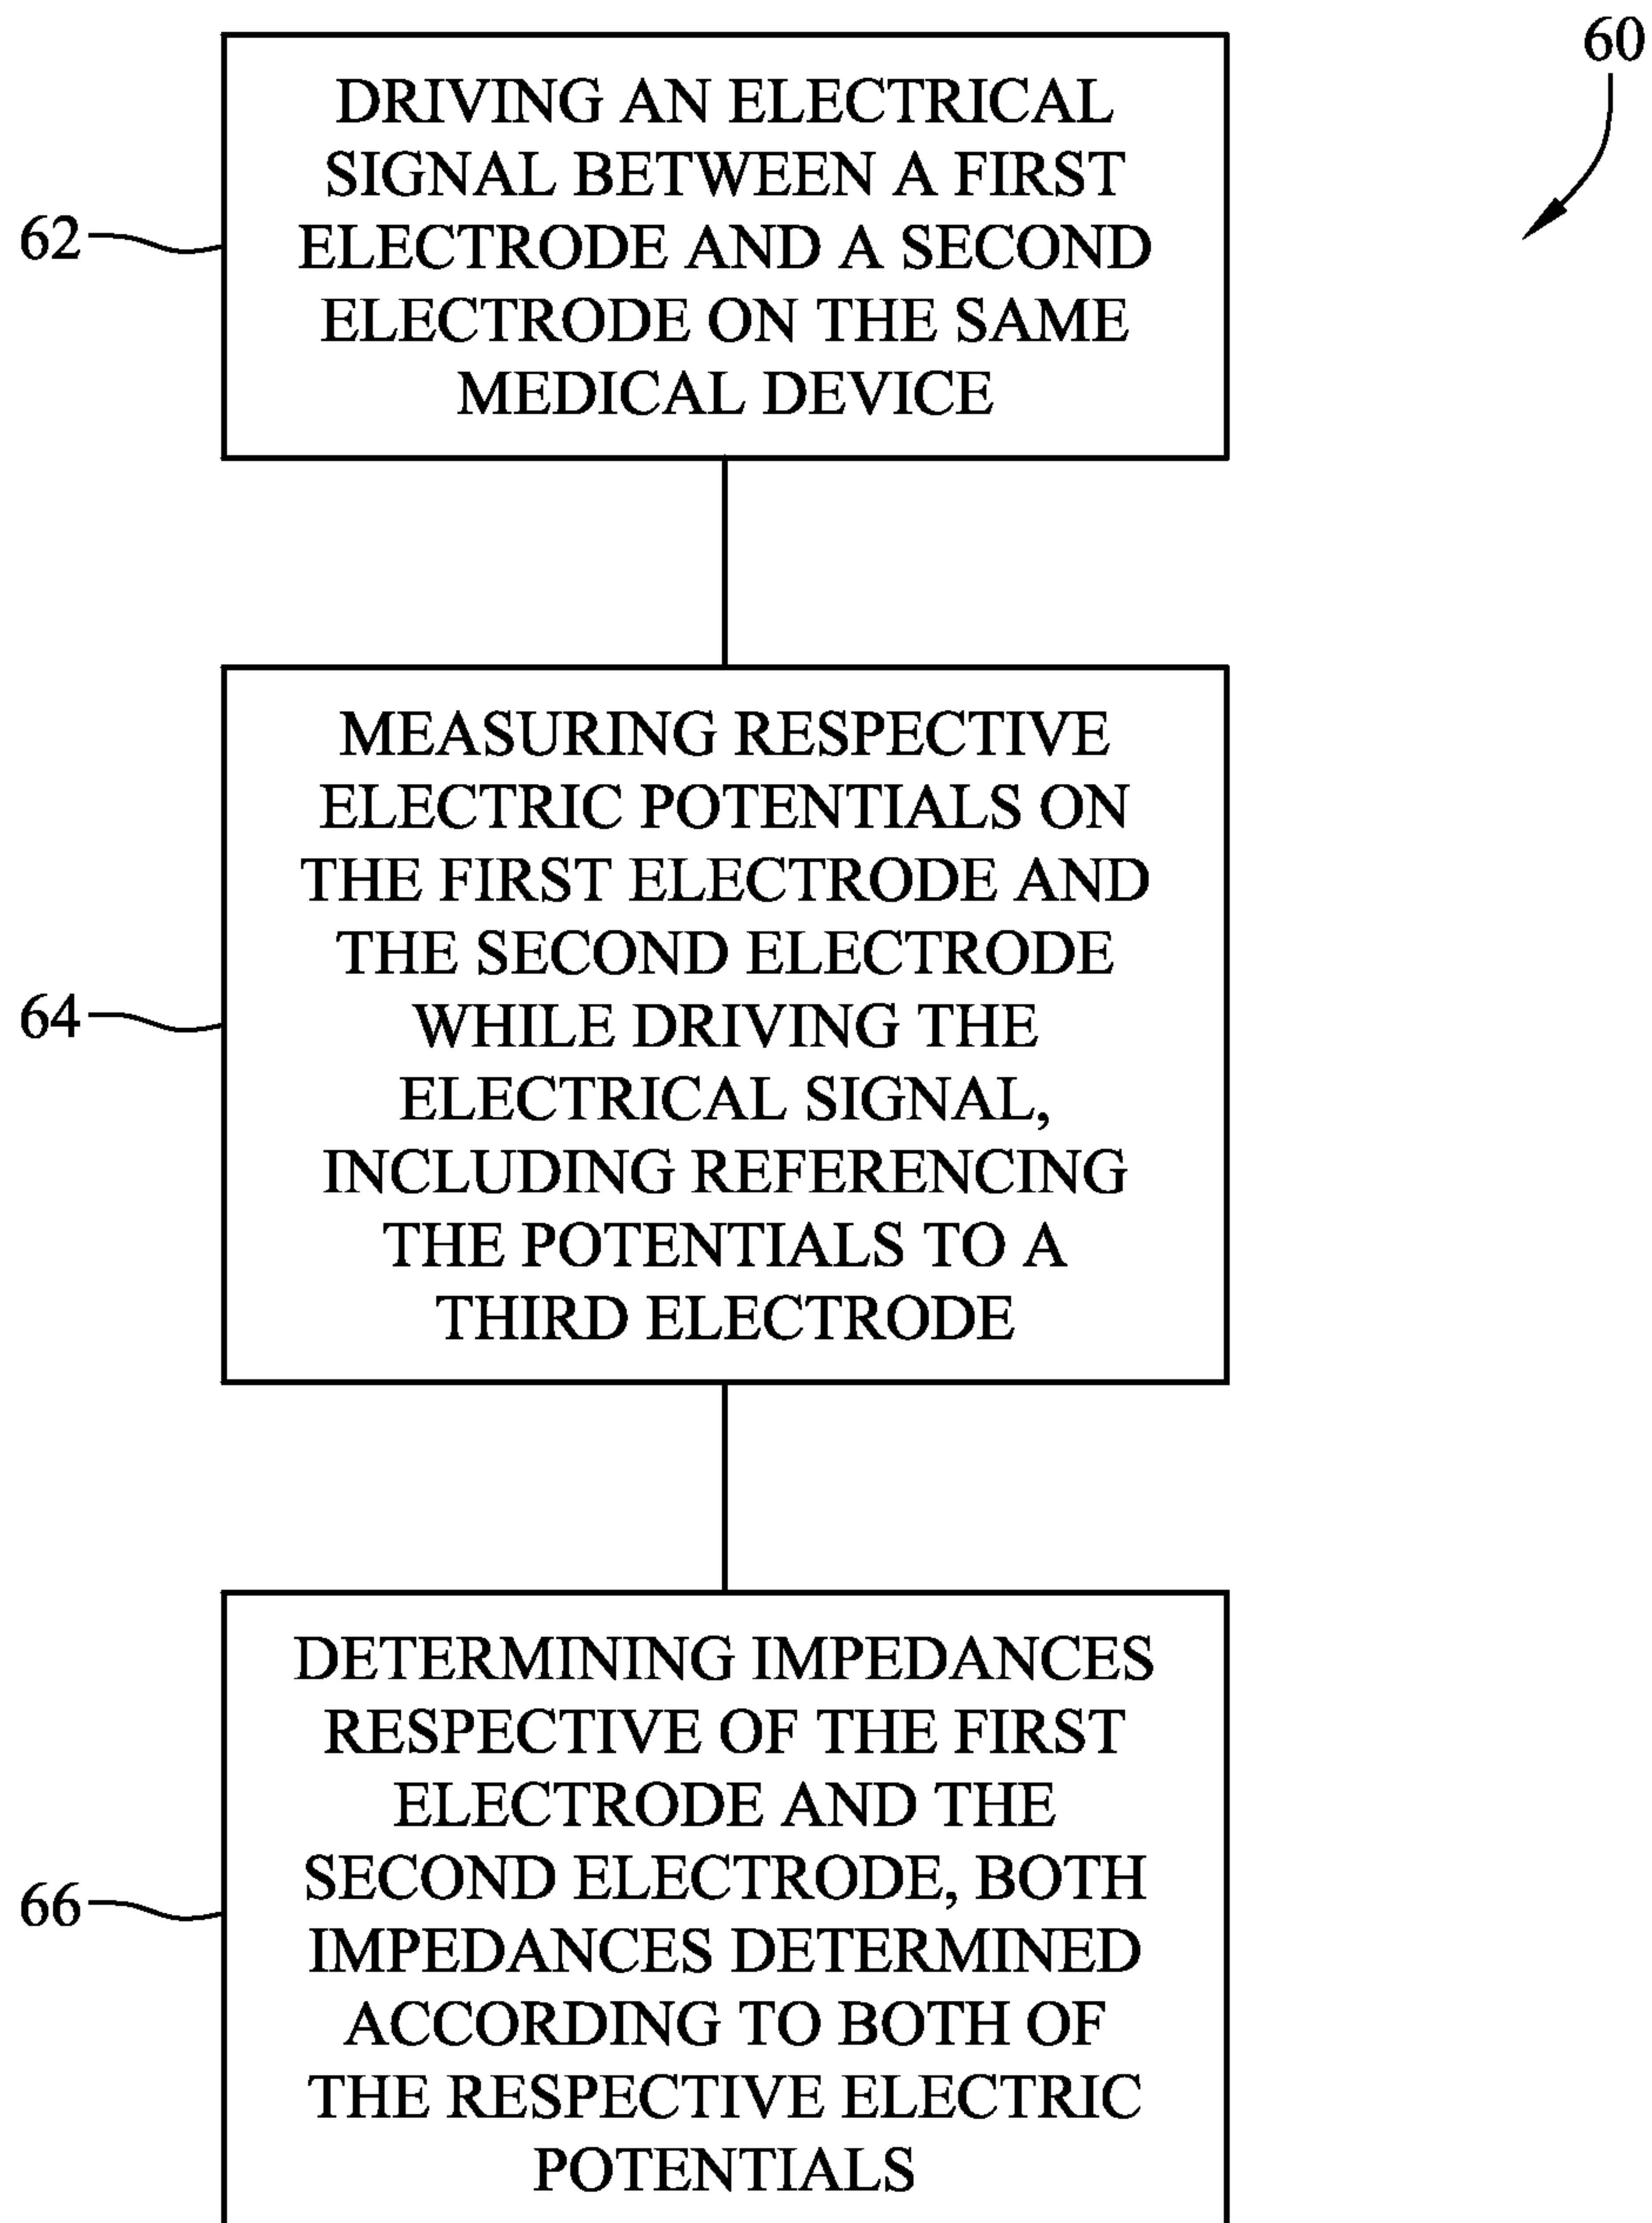 60
DRIVING AN ELECTRICAL
SIGNAL BETWEEN A FIRST
ELECTRODE AND A SECOND
ELECTRODE ON THE SAME
MEDICAL DEVICE
62
MEASURING RESPECTIVE
ELECTRIC POTENTIALS ON
THE FIRST ELECTRODE AND
THE SECOND ELECTRODE
WHILE DRIVING THE
ELECTRICAL SIGNAL,
INCLUDING REFERENCING
THE POTENTIALS TO A
THIRD ELECTRODE
64
DETERMINING IMPEDANCES
RESPECTIVE OF THE FIRST
ELECTRODE AND THE
SECOND ELECTRODE, BOTH
IMPEDANCES DETERMINED
ACCORDING TO BOTH OF
THE RESPECTIVE ELECTRIC
POTENTIALS
66